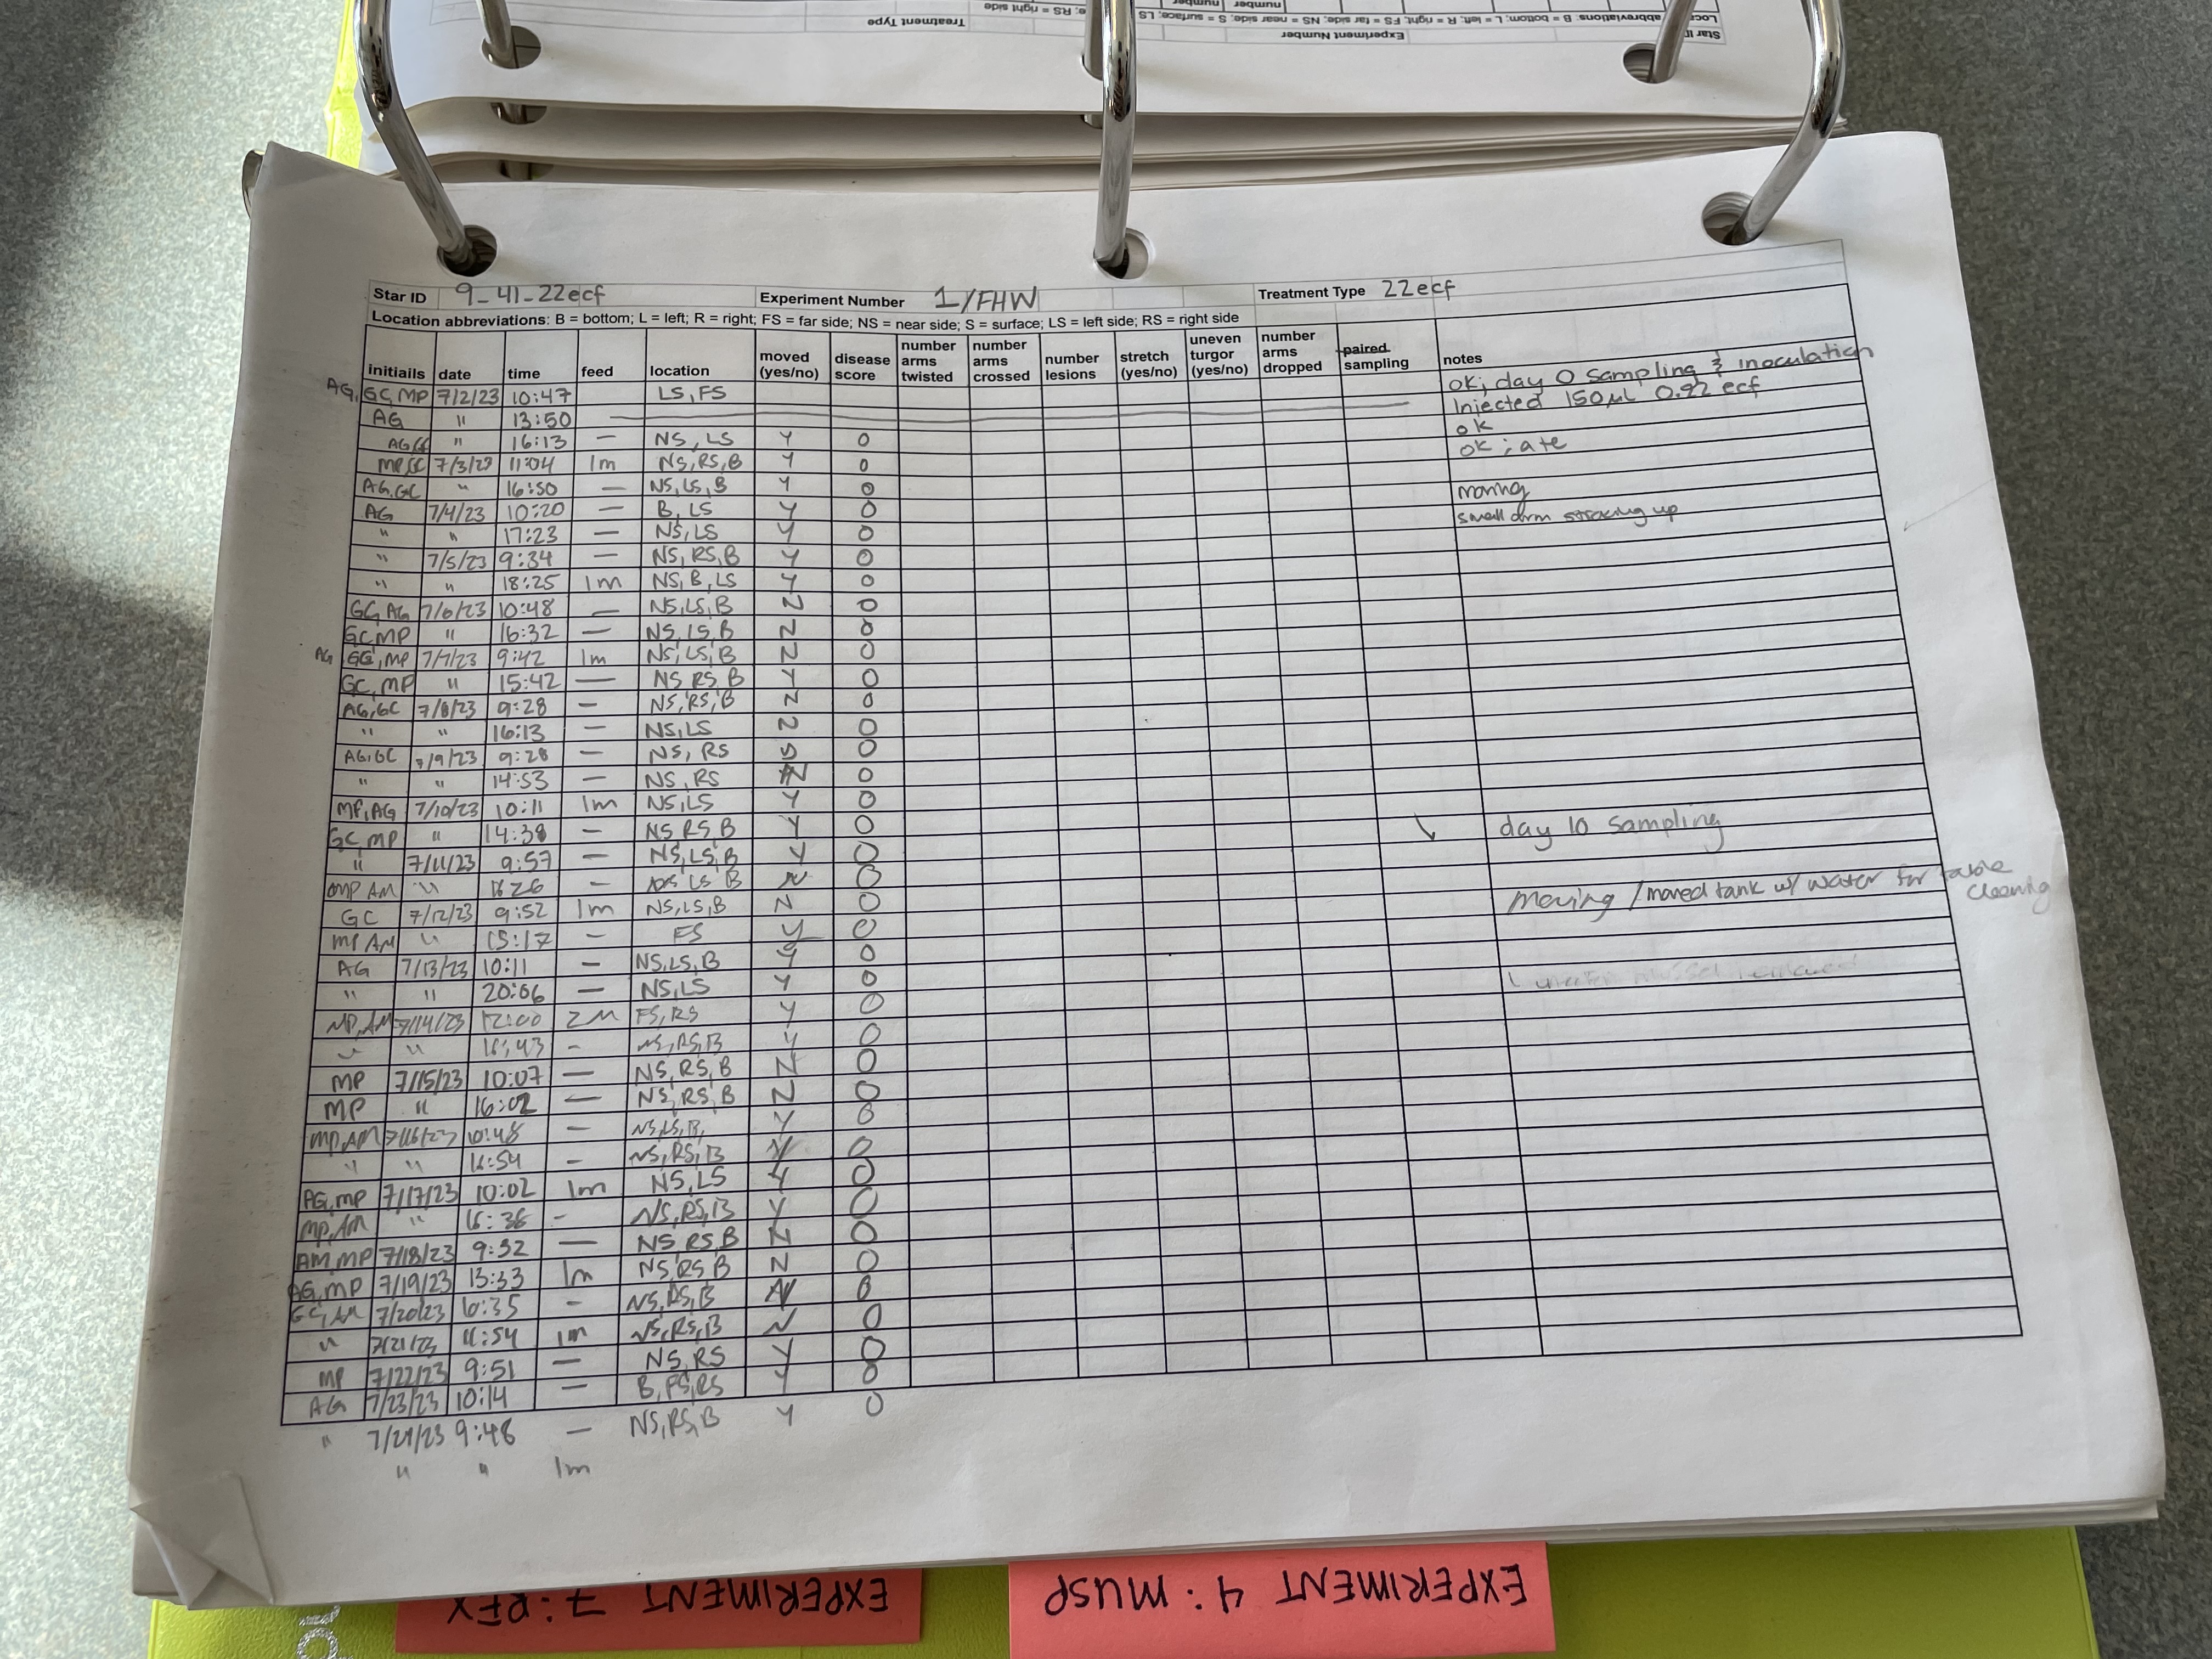 Experiment Number
Treatment Type
Location abbreviations: B = bottom; L = left; R = right; FS = far side; NS = near side; S = surface; LS
Star ID 9_41_22ecf Experiment Number 1/FHW Treatment Type 22ecf
Location abbreviations: B = bottom; L = left; R = right; FS = far side; NS = near side; S = surface; LS = left side; RS = right side
initiails date time feed location moved (yes/no) disease score number arms twisted number arms crossed number lesions stretch (yes/no) uneven turgor (yes/no) number arms dropped paired sampling notes
AG, GC, MP 7/2/23 10:47 LS, FS ok; day 0 sampling & inoculation
AG " 13:50 — Injected 150µL 0.22 ecf
AG, GC " 16:13 — NS, LS Y 0 ok
MP, GC 7/3/23 11:04 1m NS, RS, B Y 0 ok; ate
AG, GC " 16:50 — NS, LS, B Y 0
AG 7/4/23 10:20 — B, LS Y 0 moving
" " 17:23 — NS, LS Y 0 small arm up
" 7/5/23 9:34 — NS, RS, B Y 0
" " 18:25 1m NS, B, LS Y 0
GC, AG 7/6/23 10:48 — NS, LS, B N 0
GC, MP " 16:32 — NS, LS, B N 0
AG GC, MP 7/7/23 9:42 1m NS, LS, B N 0
GC, MP " 15:42 — NS, RS, B Y 0
AG, GC 7/8/23 9:28 — NS, RS, B N 0
" " 16:13 — NS, LS N 0
AG, GC 7/9/23 9:28 — NS, RS 0
" " 14:53 — NS, RS N 0
MP, AG 7/10/23 10:11 1m NS, LS Y 0
GC, MP " 14:38 — NS, RS, B Y 0 day 10 sampling
" 7/11/23 9:57 — NS, LS, B Y 0
MP AM " 16:26 — NS LS B N 0
GC 7/12/23 9:52 1m NS, LS, B N 0 moving / moved tank w/ water for table cleaning
MP AM " 15:17 — FS Y 0
AG 7/13/23 10:11 — NS, LS, B Y 0
" " 20:06 — NS, LS Y 0
MP, AM 7/14/23 12:00 2M FS, RS Y 0
" " 16:43 - NS, RS, B Y 0
MP 7/15/23 10:07 — NS, RS, B N 0
MP " 16:02 — NS, RS, B N 0
MP, AM 7/16/23 10:48 — NS, LS, B, Y 0
" " 16:54 - NS, RS, B 0
AG, MP 7/17/23 10:02 1m NS, LS Y 0
MP, AM " 16:36 - NS, RS, B Y 0
AM, MP 7/18/23 9:32 — NS RS, B N 0
AG, MP 7/19/23 13:33 1m NS, RS B N 0
GC, AM 7/20/23 10:35 - NS, RS, B N 0
" 7/21/23 11:54 1m NS, RS, B N 0
MP 7/22/23 9:51 — NS, RS Y 0
AG 7/23/23 10:14 — B, FS, RS Y 0
" 7/24/23 9:48 — NS, RS, B Y 0
" " 1m
EXPERIMENT 7: PFX
EXPERIMENT 4: MUSP